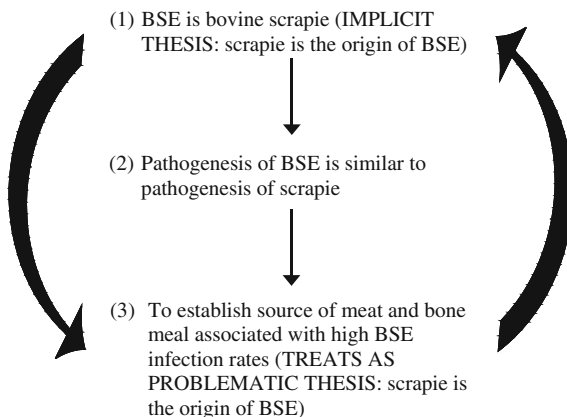 (1) BSE is bovine scrapie (IMPLICIT
THESIS: scrapie is the origin of BSE)
(2) Pathogenesis of BSE is similar to
pathogenesis of scrapie
(3) To establish source of meat and bone
meal associated with high BSE
infection rates (TREATS AS
PROBLEMATIC THESIS: scrapie is
the origin of BSE)